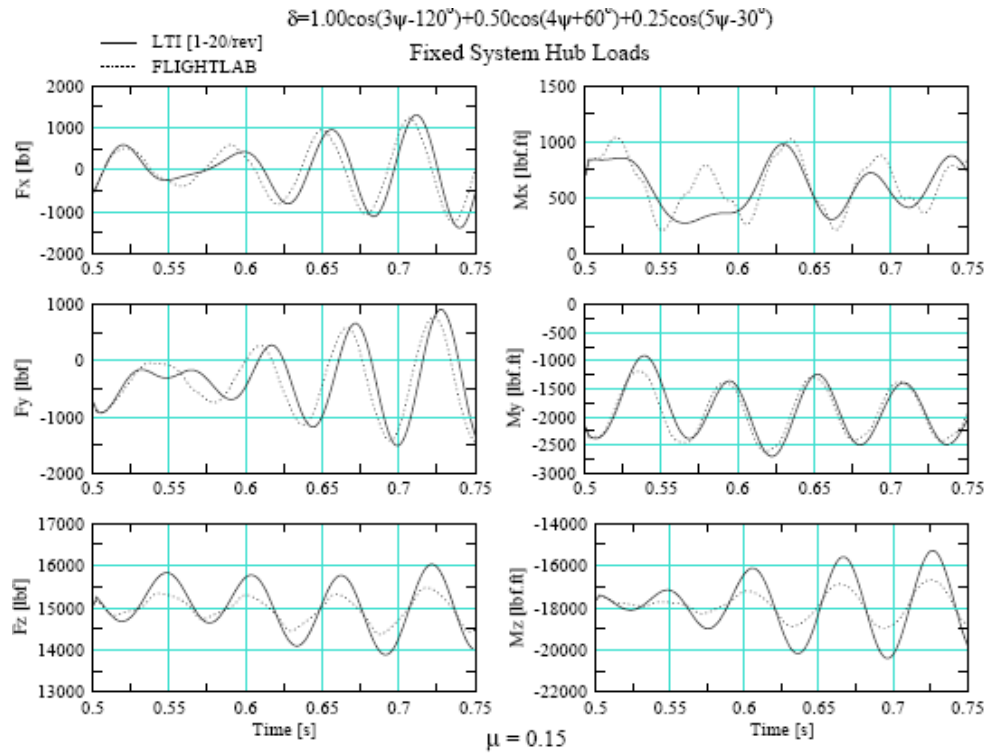 δ=1.00cos(3ψ-120°)+0.50cos(4ψ+60°)+0.25cos(5ψ-30°)
LTI [1-20/rev]
FLIGHTLAB
Fixed System Hub Loads
Fx [lbf]
2000
1000
0
-1000
-2000
0.5 0.55 0.6 0.65 0.7 0.75
Mx [lbf.ft]
1500
1000
500
0
0.5 0.55 0.6 0.65 0.7 0.75
Fy [lbf]
1000
0
-1000
-2000
0.5 0.55 0.6 0.65 0.7 0.75
My [lbf.ft]
0
-500
-1000
-1500
-2000
-2500
-3000
0.5 0.55 0.6 0.65 0.7 0.75
Fz [lbf]
17000
16000
15000
14000
13000
0.5 0.55 0.6 0.65 0.7 0.75
Time [s]
Mz [lbf.ft]
-14000
-16000
-18000
-20000
-22000
0.5 0.55 0.6 0.65 0.7 0.75
Time [s]
μ = 0.15